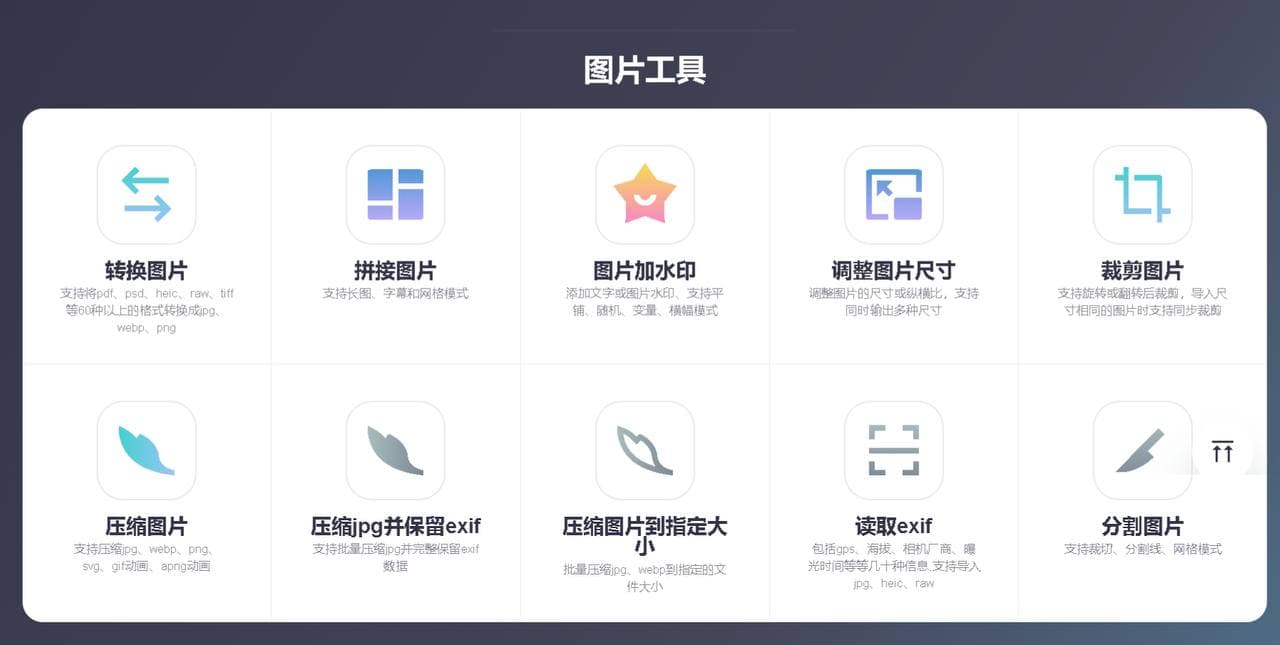 图片工具
转换图片
支持将pdf、psd、heic、raw、tiff
等60种以上的格式转换成jpg、
webp、png
拼接图片
支持长图、字幕和网格模式
图片加水印
添加文字或图片水印、支持平
铺、随机、变量、横幅模式
调整图片尺寸
调整图片的尺寸或纵横比，支持
同时输出多种尺寸
裁剪图片
支持旋转或翻转后裁剪，导入尺
寸相同的图片时支持同步裁剪
压缩图片
支持压缩jpg、webp、png、
svg、gif动画、apng动画
压缩jpg并保留exif
支持批量压缩jpg并完整保留exif
数据
压缩图片到指定大
小
批量压缩jpg、webp到指定的文
件大小
读取exif
包括gps、海拔、相机厂商、曝
光时间等等几十种信息,支持导入
jpg、heic、raw
分割图片
支持裁切、分割线、网格模式